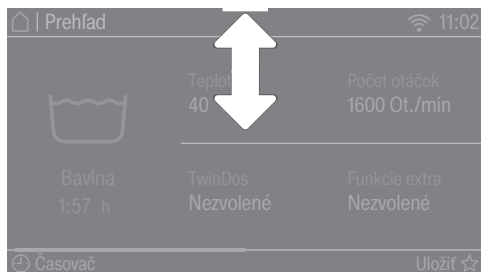 | Prehľad 11:02
Počet otáčok
40 1600 Ot./min
Bavlna TwinDos Funkcie extra
1:57 h Nezvolené Nezvolené
Časovač Uložiť